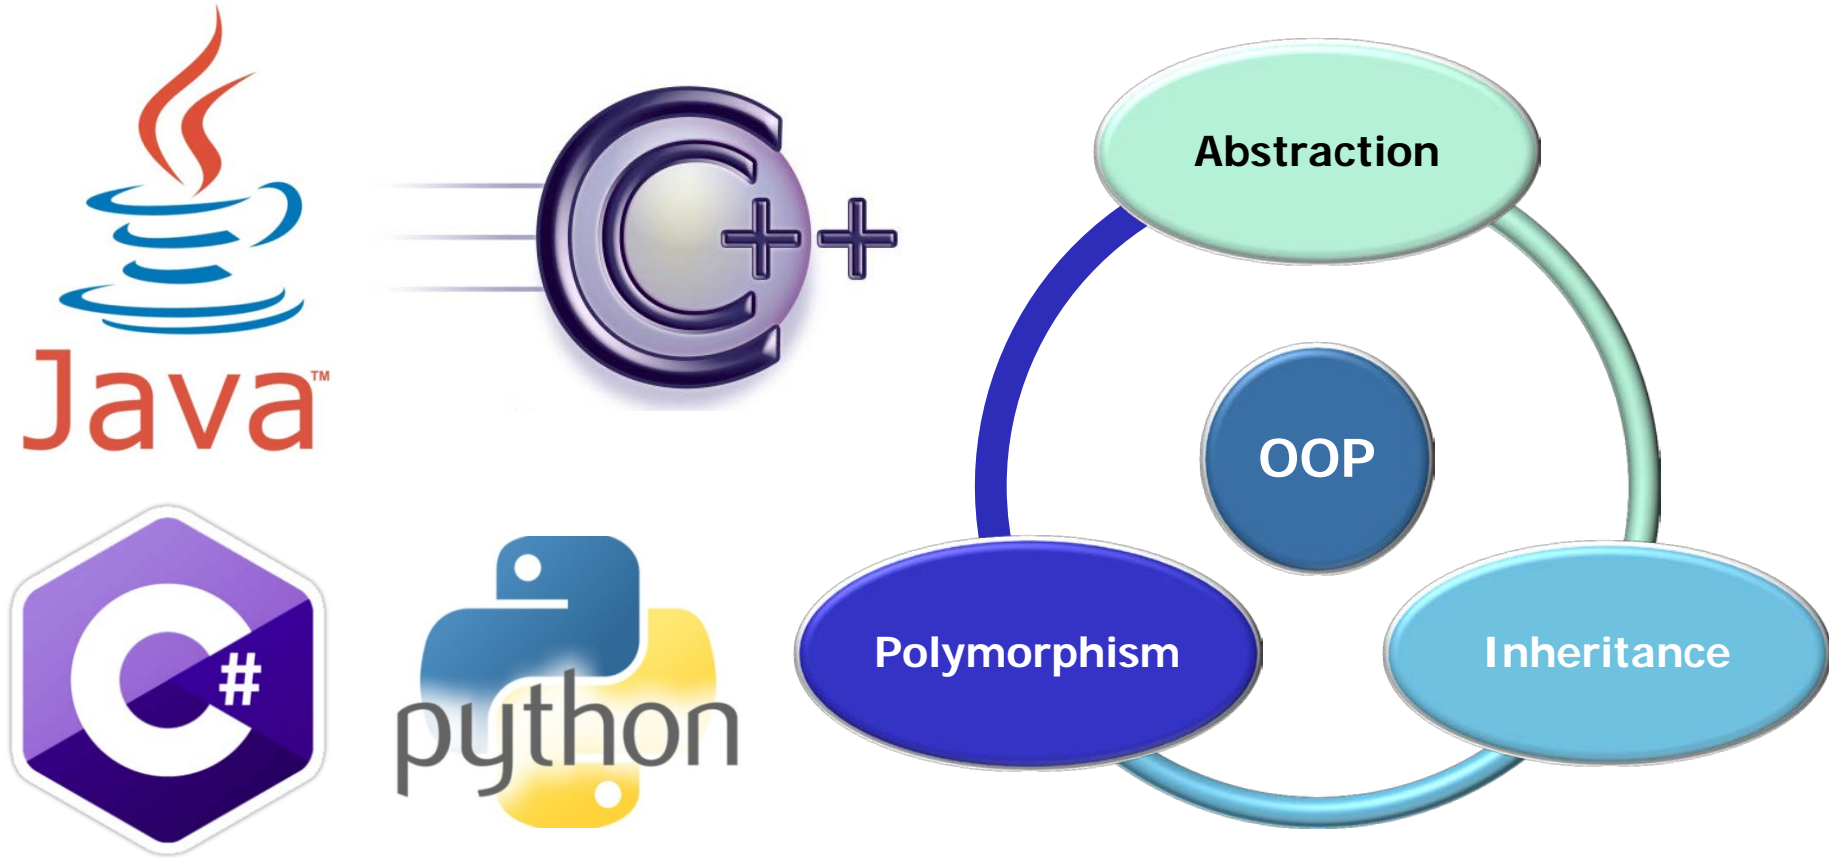 Java™
C++
C#
python
Abstraction
OOP
Polymorphism
Inheritance